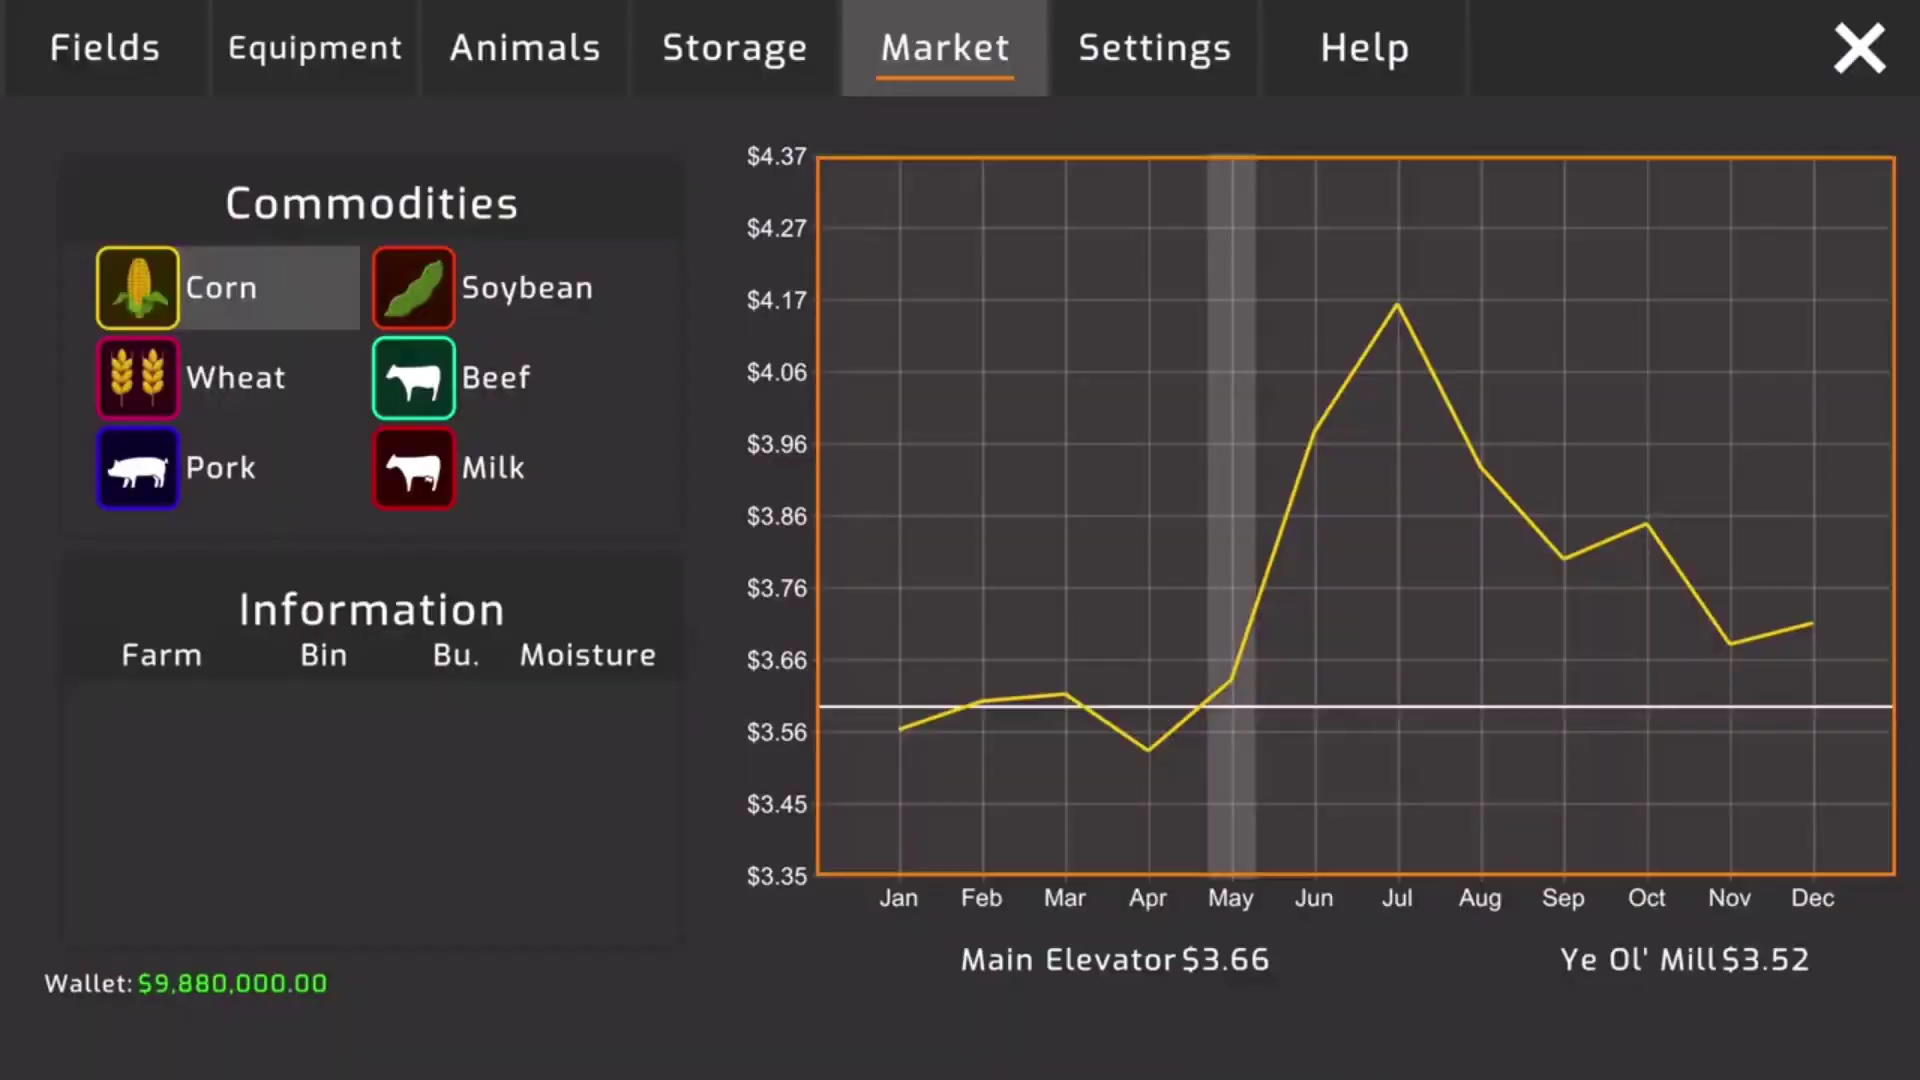 Fields Equipment Animals Storage Market Settings Help
Commodities
Corn Soybean
Wheat Beef
Pork Milk
Information
Farm Bin Bu. Moisture
Wallet: $9,880,000.00
$4.37
$4.27
$4.17
$4.06
$3.96
$3.86
$3.76
$3.66
$3.56
$3.45
$3.35
Jan Feb Mar Apr May Jun Jul Aug Sep Oct Nov Dec
Main Elevator $3.66 Ye Ol' Mill $3.52